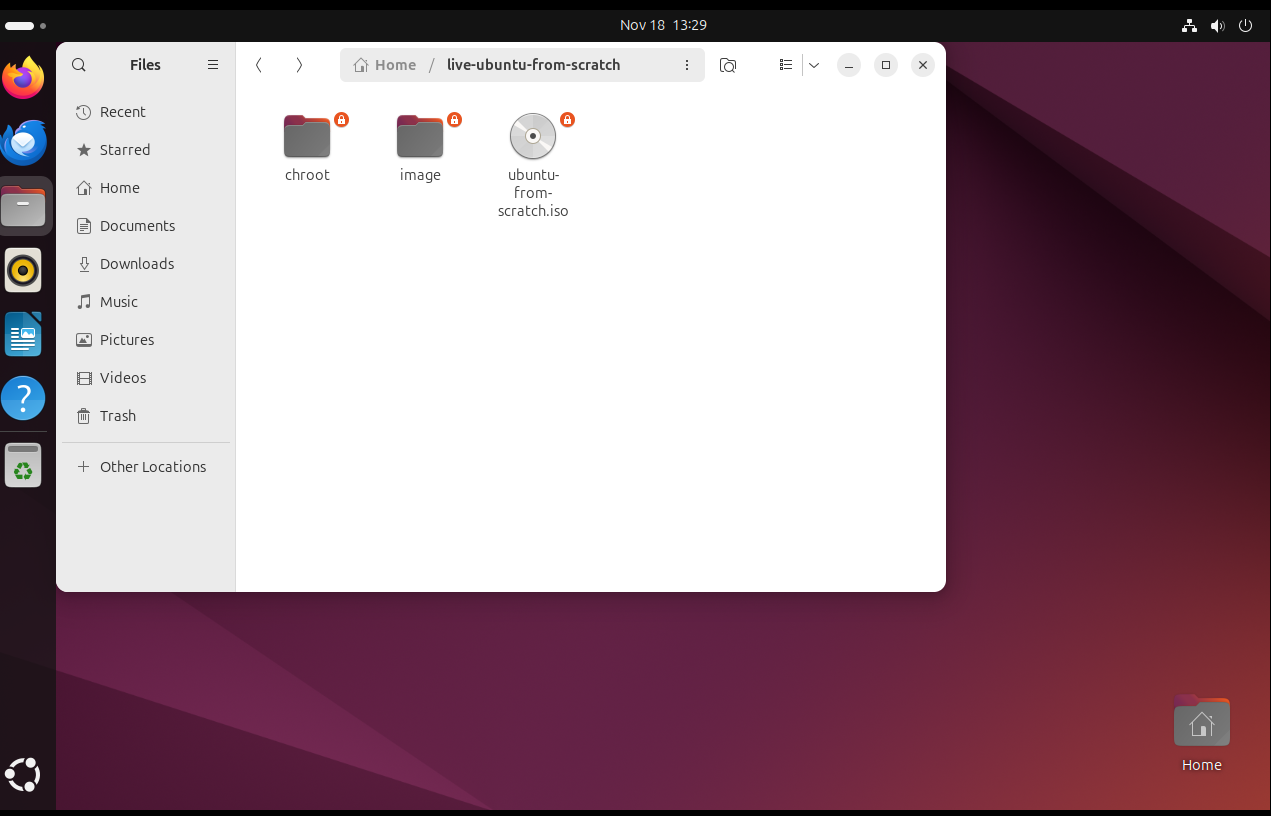 Nov 18 13:29
Files
Home / live-ubuntu-from-scratch
Recent
Starred
Home
Documents
Downloads
Music
Pictures
Videos
Trash
Other Locations
chroot
image
ubuntu-
from-
scratch.iso
Home